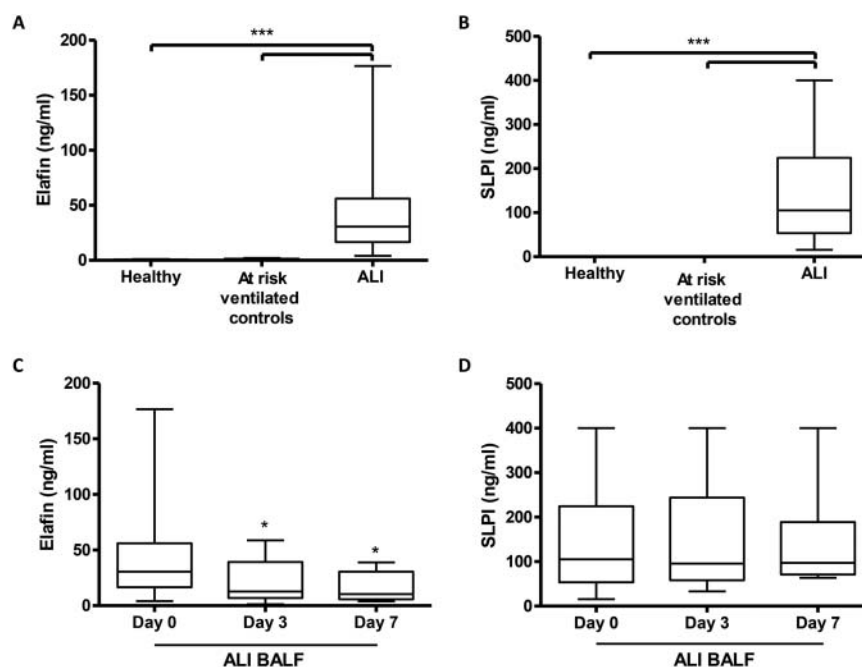 A
***
200
150
100
50
0
Elafin (ng/ml)
Healthy
At risk
ventilated
controls
ALI
B
***
500
400
300
200
100
0
SLPI (ng/ml)
Healthy
At risk
ventilated
controls
ALI
C
200
150
100
50
0
Elafin (ng/ml)
*
*
Day 0 Day 3 Day 7
ALI BALF
D
500
400
300
200
100
0
SLPI (ng/ml)
Day 0 Day 3 Day 7
ALI BALF